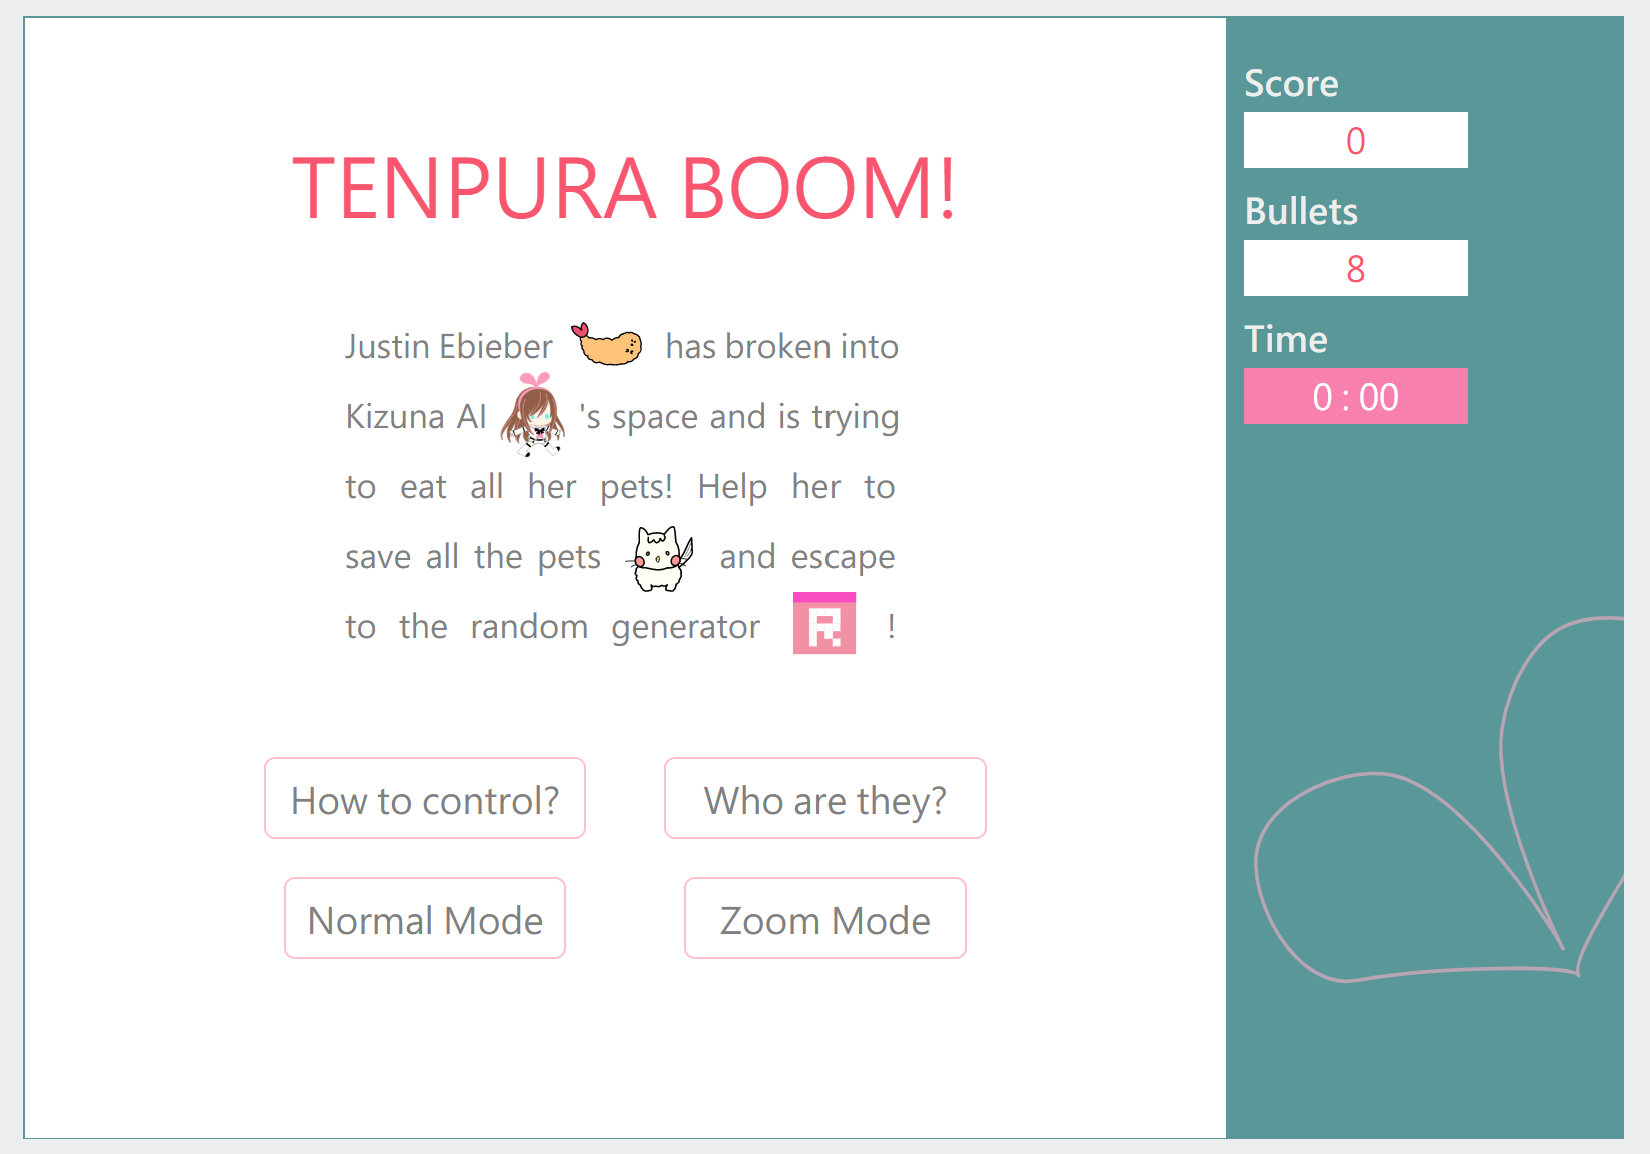 TENPURA BOOM!
Justin Ebieber has broken into
Kizuna AI 's space and is trying
to eat all her pets! Help her to
save all the pets and escape
to the random generator R !
How to control?
Who are they?
Normal Mode
Zoom Mode
Score
0
Bullets
8
Time
0 : 00